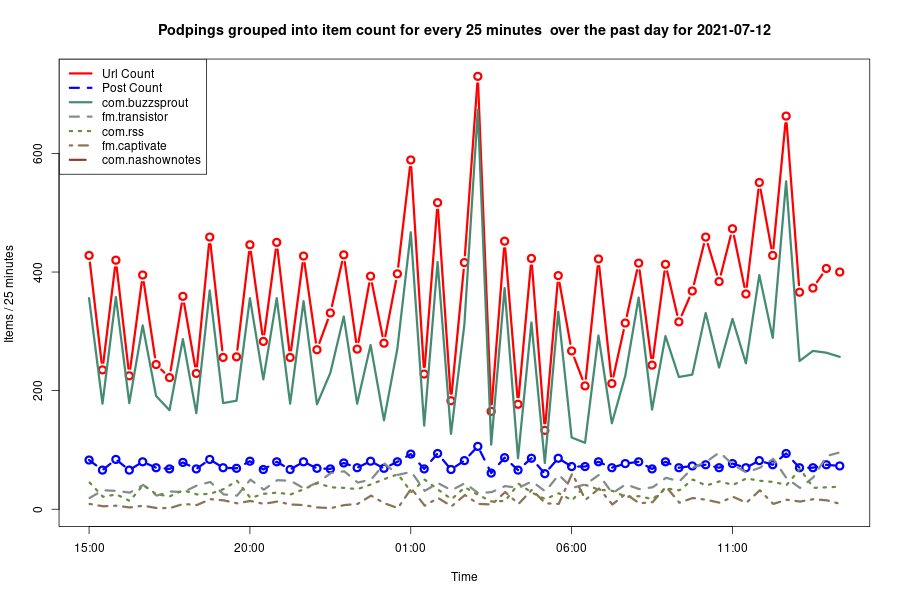 Podpings grouped into item count for every 25 minutes  over the past day for 2021-07-12
Url Count
Post Count
com.buzzsprout
fm.transistor
com.rss
fm.captivate
com.nashownotes
Items / 25 minutes
600
400
200
0
15:00 20:00 01:00 06:00 11:00
Time